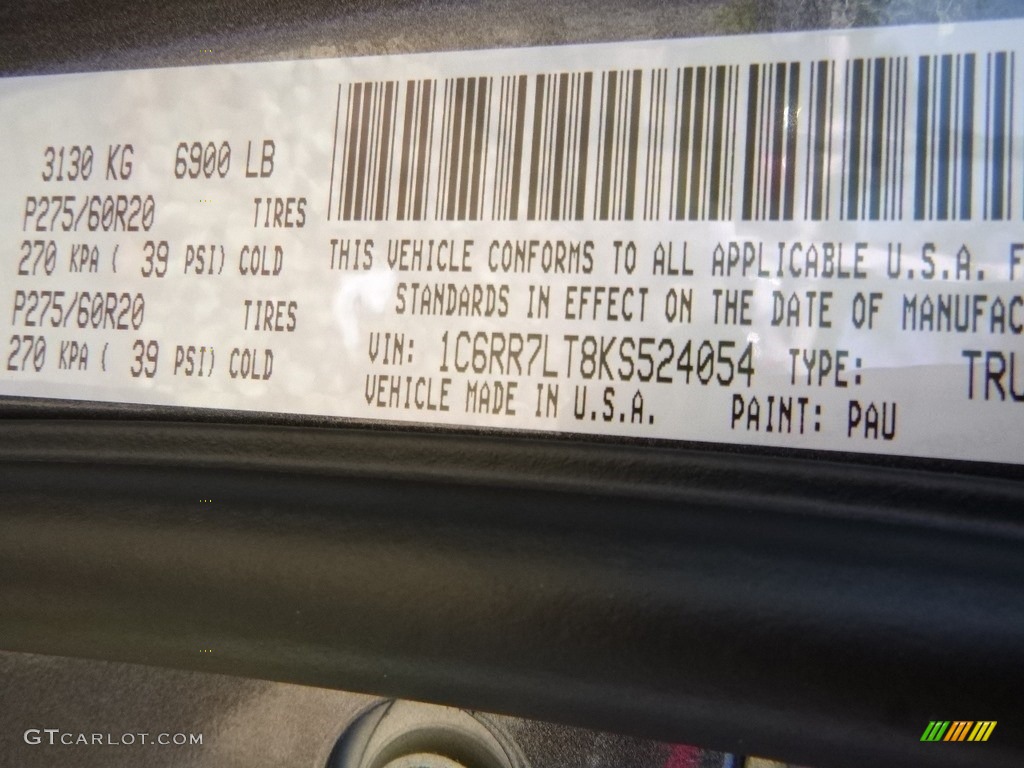 3130 KG 6900 LB
P275/60R20 TIRES
270 KPA ( 39 PSI) COLD
P275/60R20 TIRES
270 KPA ( 39 PSI) COLD
THIS VEHICLE CONFORMS TO ALL APPLICABLE U.S.A. F
STANDARDS IN EFFECT ON THE DATE OF MANUFAC
VIN: 1C6RR7LT8KS524054 TYPE: TRU
VEHICLE MADE IN U.S.A. PAINT: PAU
GTCARLOT.COM